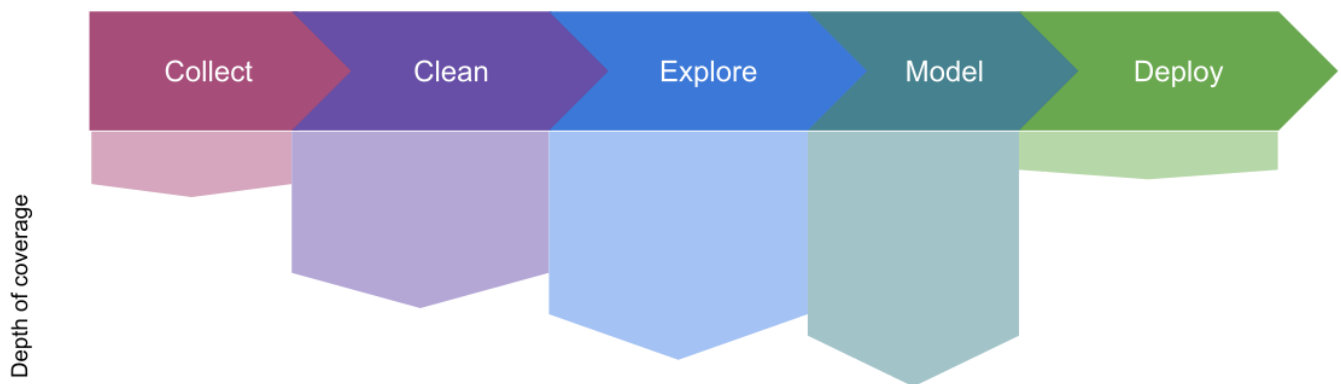 Collect
Clean
Explore
Model
Deploy
Depth of coverage